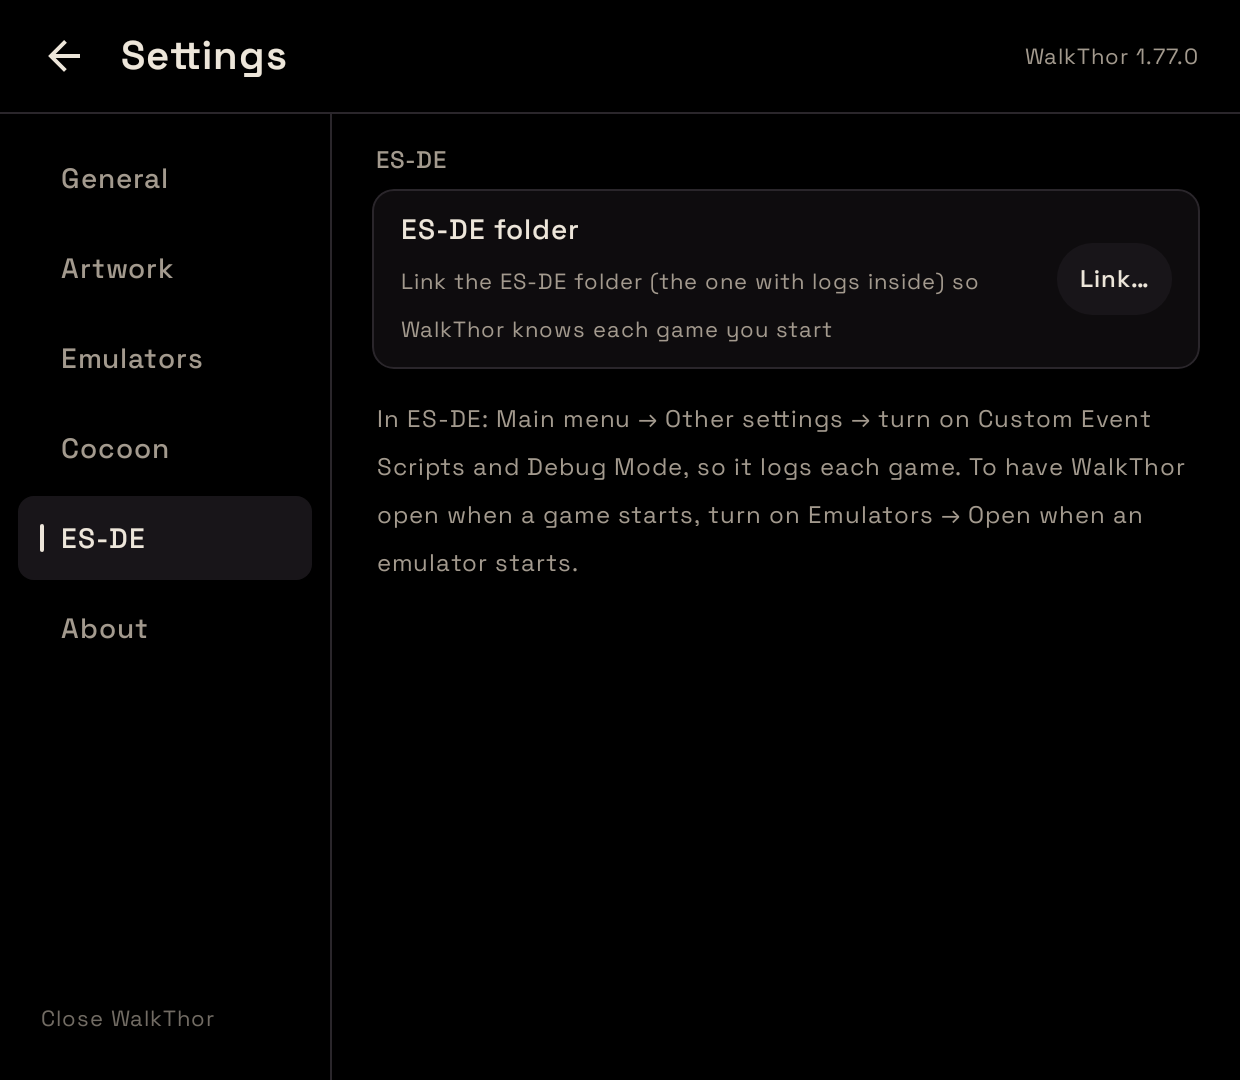 Settings
WalkThor 1.77.0
General
Artwork
Emulators
Cocoon
ES-DE
About
Close WalkThor
ES-DE
ES-DE folder
Link the ES-DE folder (the one with logs inside) so
WalkThor knows each game you start
Link…
In ES-DE: Main menu → Other settings → turn on Custom Event
Scripts and Debug Mode, so it logs each game. To have WalkThor
open when a game starts, turn on Emulators → Open when an
emulator starts.